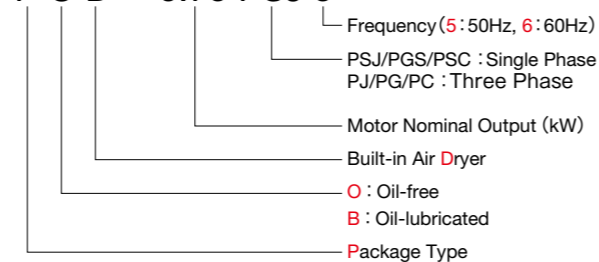 Frequency(5:50Hz, 6:60Hz)
PSJ/PGS/PSC :Single Phase
PJ/PG/PC :Three Phase
Motor Nominal Output (kW)
Built-in Air Dryer
O : Oil-free
B : Oil-lubricated
Package Type